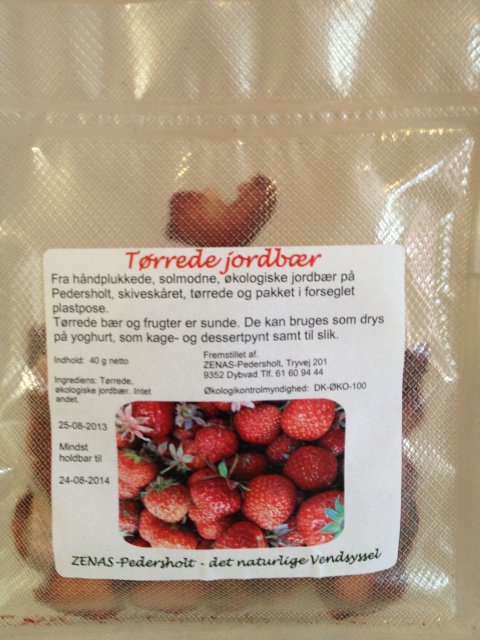 Tørrede jordbær
Fra håndplukkede, solmodne, økologiske jordbær på
Pedersholt, skiveskåret, tørrede og pakket i forseglet
plastpose.
Tørrede bær og frugter er sunde. De kan bruges som drys
på yoghurt, som kage- og dessertpynt samt til slik.
Indhold: 40 g netto
Ingrediens: Tørrede,
økologiske jordbær. Intet
andet.
Fremstillet af.
ZENAS-Pedersholt, Tryvej 201
9352 Dybvad Tlf. 61 60 94 44
Økologikontrolmyndighed: DK-ØKO-100
25-08-2013
Mindst
holdbar til
24-08-2014
ZENAS-Pedersholt - det naturlige Vendsyssel